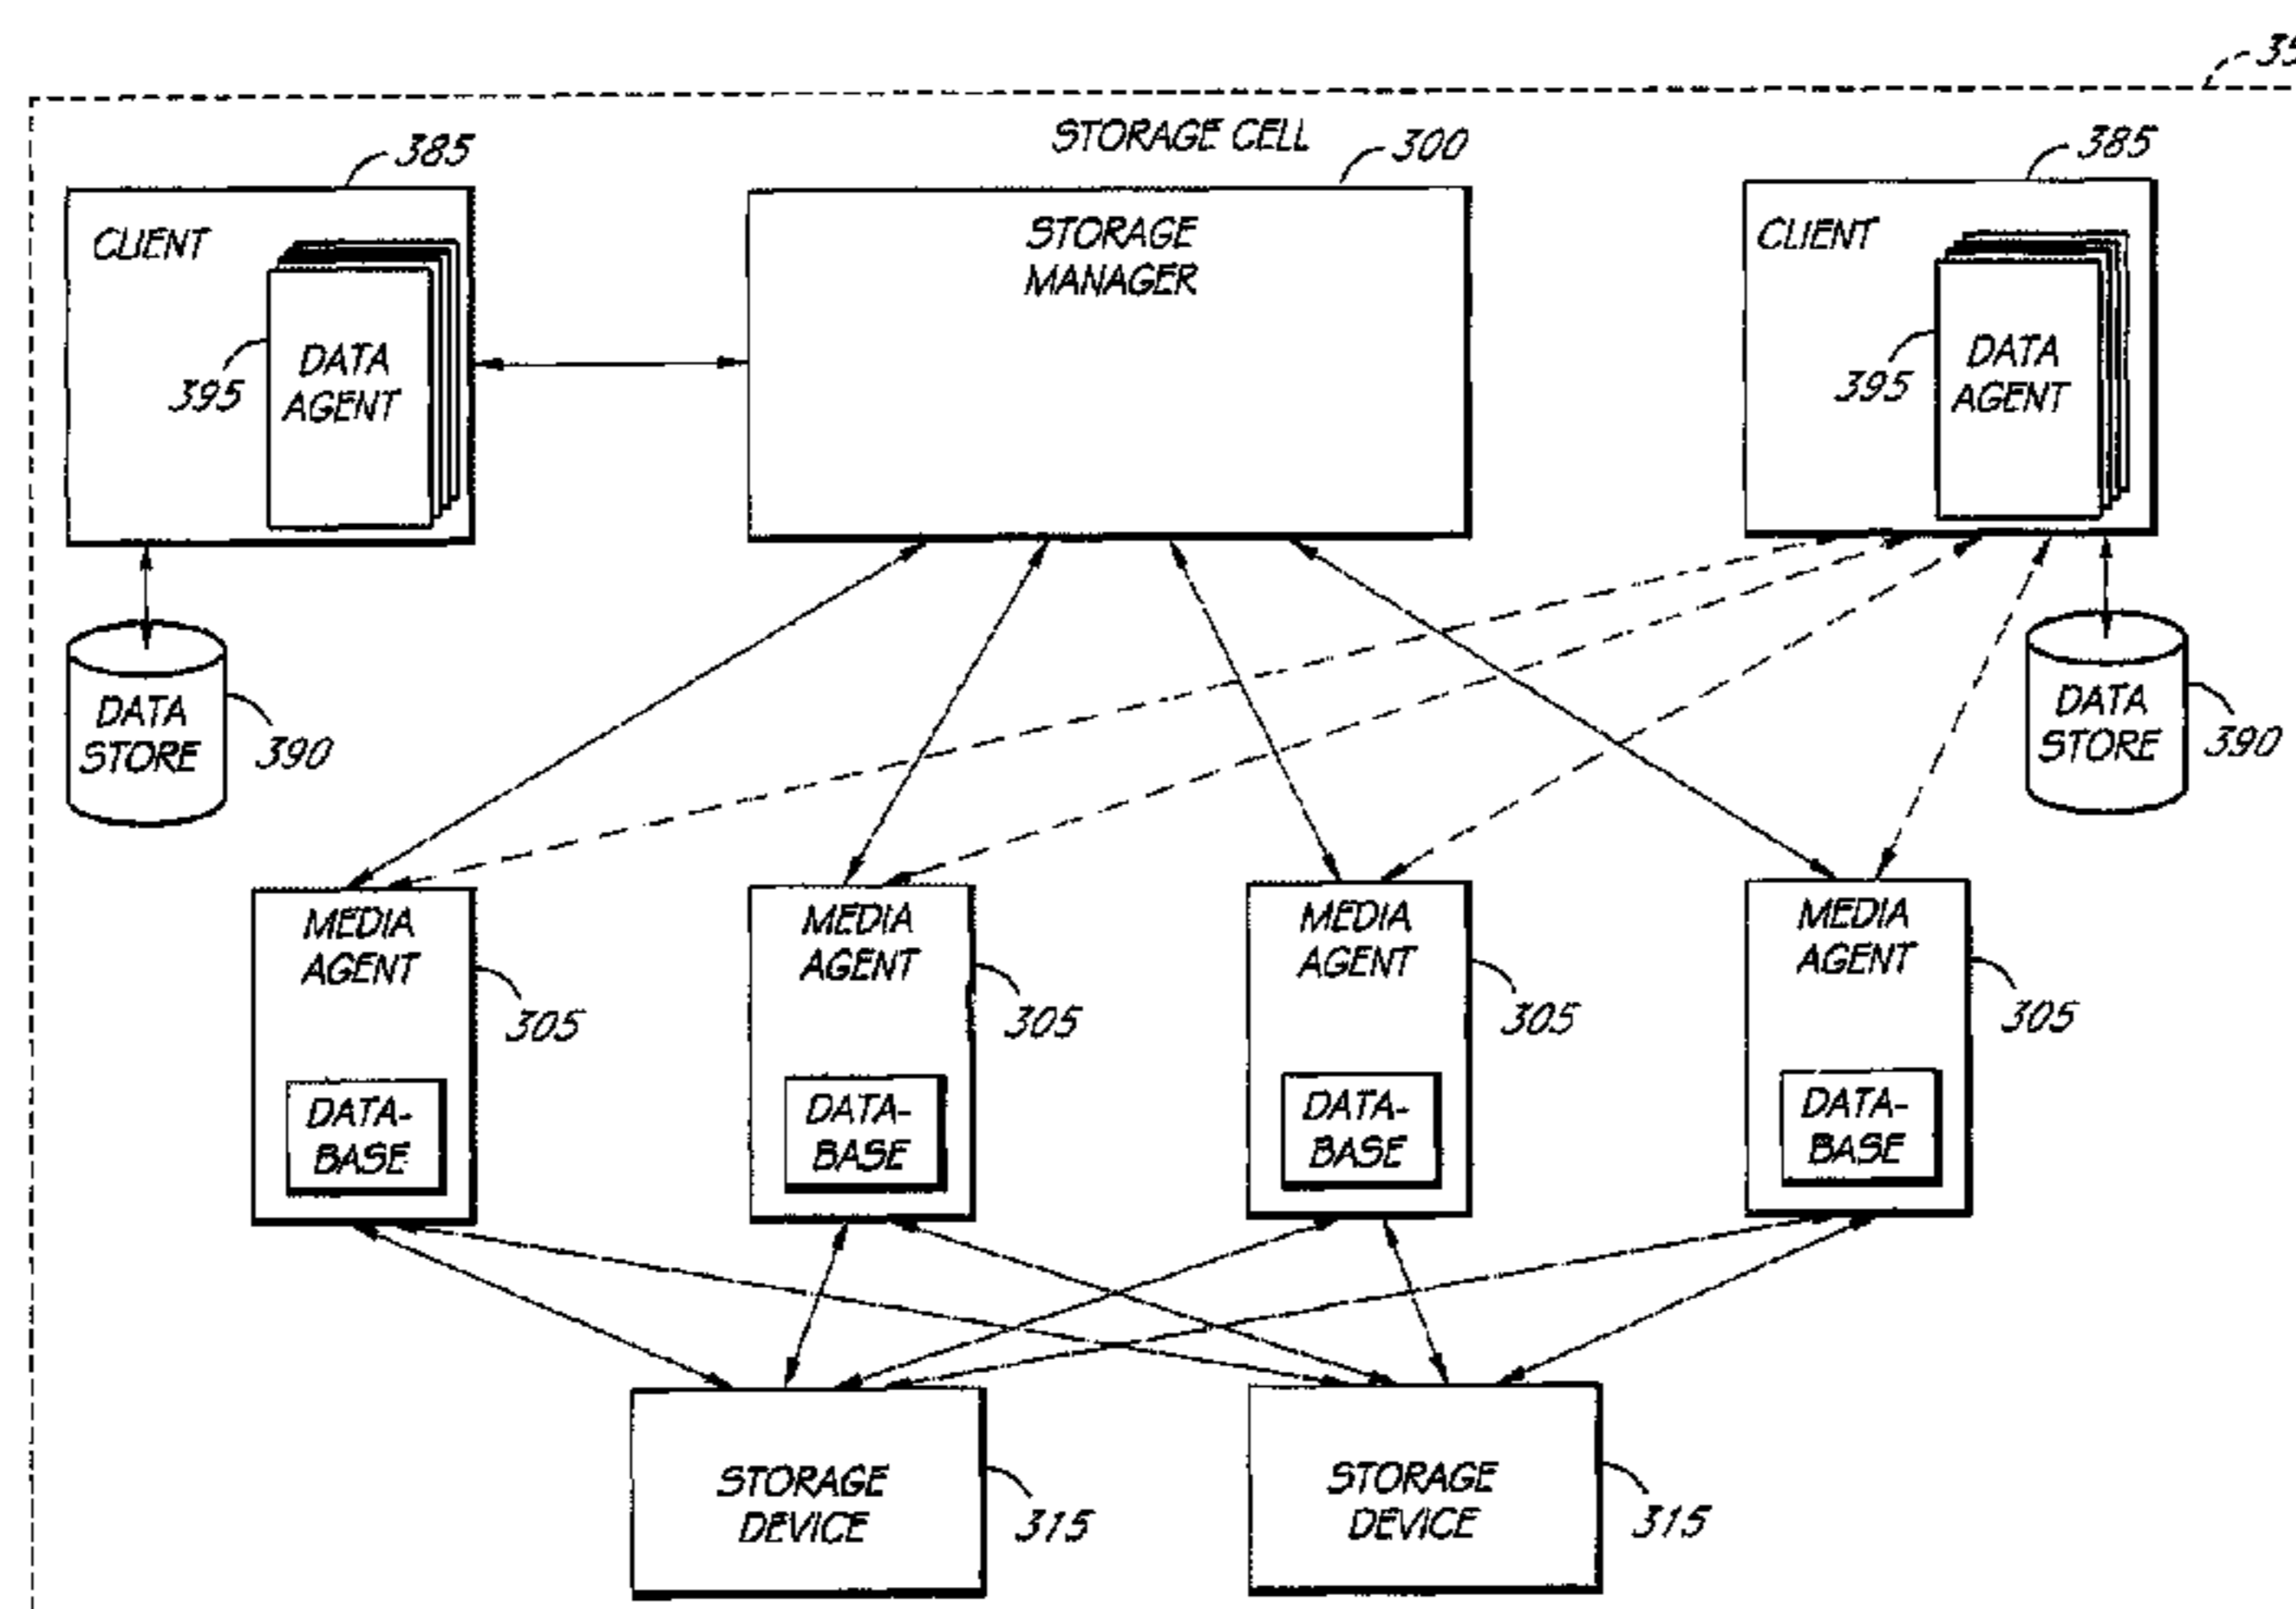 STORAGE CELL
385
300
385
CLIENT
STORAGE
MANAGER
CLIENT
DATA
AGENT
395
DATA
AGENT
395
DATA
STORE
390
DATA
STORE
390
MEDIA
AGENT
305
DATA-
BASE
MEDIA
AGENT
305
DATA-
BASE
MEDIA
AGENT
305
DATA-
BASE
MEDIA
AGENT
305
DATA-
BASE
STORAGE
DEVICE
315
STORAGE
DEVICE
315